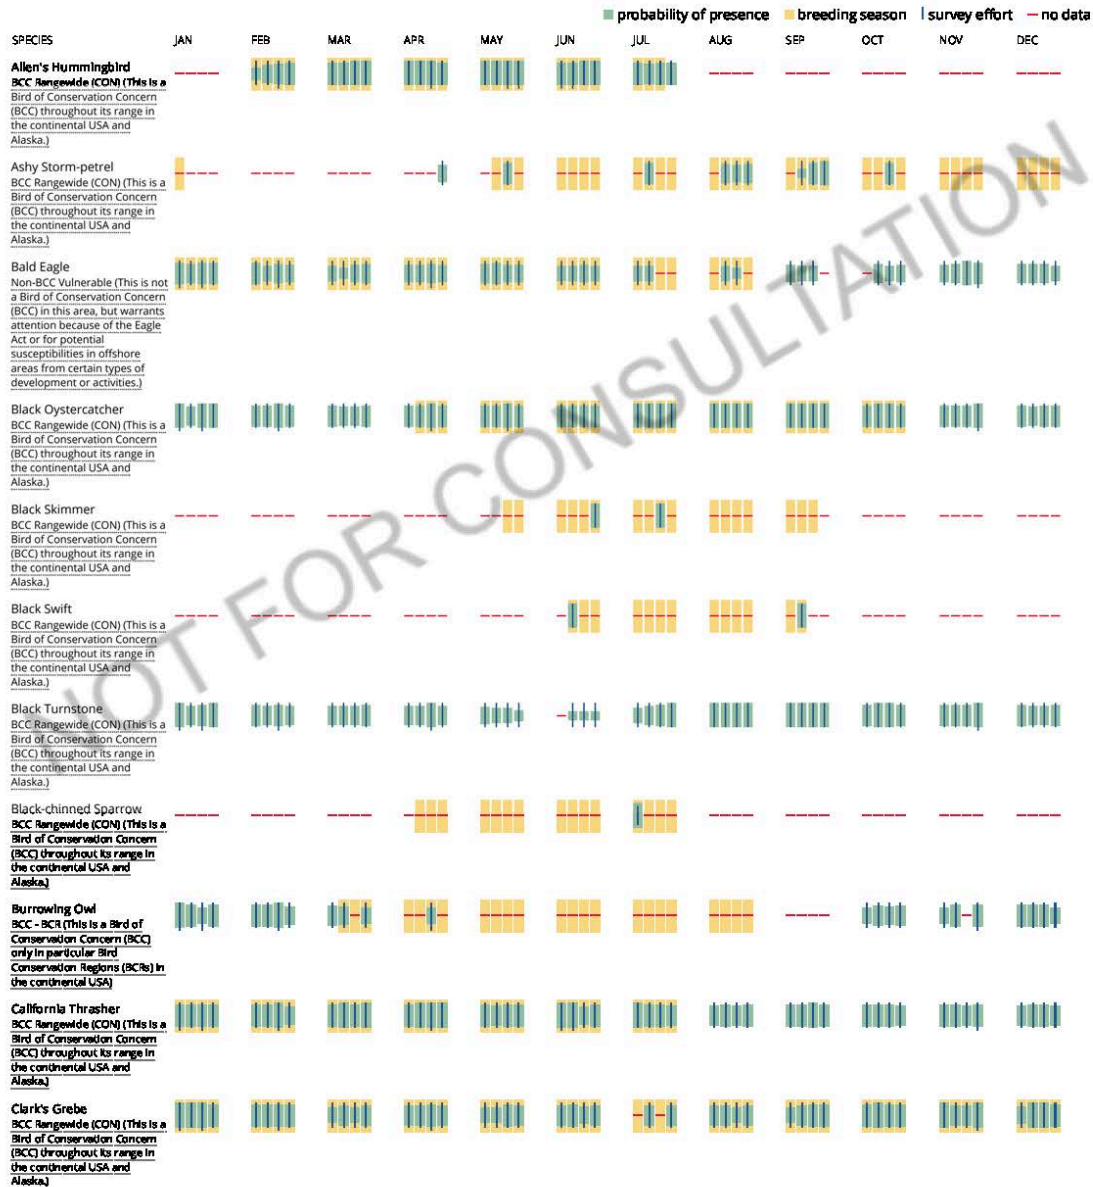 probability of presence breeding season survey effort no data
SPECIES JAN FEB MAR APR MAY JUN JUL AUG SEP OCT NOV DEC
Allen's Hummingbird
BCC Rangewide (CON) (This is a
Bird of Conservation Concern
(BCC) throughout its range in
the continental USA and
Alaska.)
Ashy Storm-petrel
BCC Rangewide (CON) (This is a
Bird of Conservation Concern
(BCC) throughout its range in
the continental USA and
Alaska.)
Bald Eagle
Non-BCC Vulnerable (This is not
a Bird of Conservation Concern
(BCC) in this area, but warrants
attention because of the Eagle
Act or for potential
susceptibilities in offshore
areas from certain types of
development or activities.)
Black Oystercatcher
BCC Rangewide (CON) (This is a
Bird of Conservation Concern
(BCC) throughout its range in
the continental USA and
Alaska.)
Black Skimmer
BCC Rangewide (CON) (This is a
Bird of Conservation Concern
(BCC) throughout its range in
the continental USA and
Alaska.)
Black Swift
BCC Rangewide (CON) (This is a
Bird of Conservation Concern
(BCC) throughout its range in
the continental USA and
Alaska.)
Black Turnstone
BCC Rangewide (CON) (This is a
Bird of Conservation Concern
(BCC) throughout its range in
the continental USA and
Alaska.)
Black-chinned Sparrow
BCC Rangewide (CON) (This is a
Bird of Conservation Concern
(BCC) throughout its range in
the continental USA and
Alaska.)
Burrowing Owl
BCC - BCR (This is a Bird of
Conservation Concern (BCC)
only in particular Bird
Conservation Regions (BCRs) in
the continental USA)
California Thrasher
BCC Rangewide (CON) (This is a
Bird of Conservation Concern
(BCC) throughout its range in
the continental USA and
Alaska.)
Clark's Grebe
BCC Rangewide (CON) (This is a
Bird of Conservation Concern
(BCC) throughout its range in
the continental USA and
Alaska.)
NOT FOR CONSULTATION